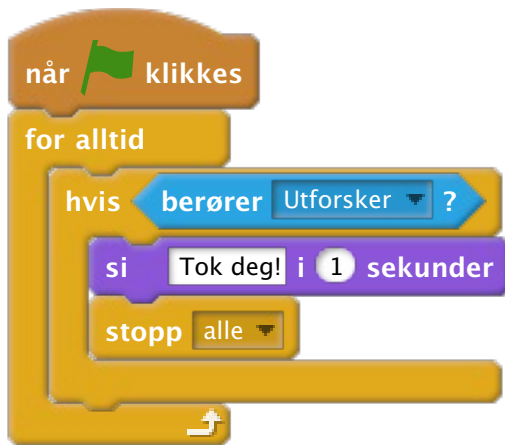 når klikkes
for alltid
hvis berører Utforsker ?
si Tok deg! i 1 sekunder
stopp alle